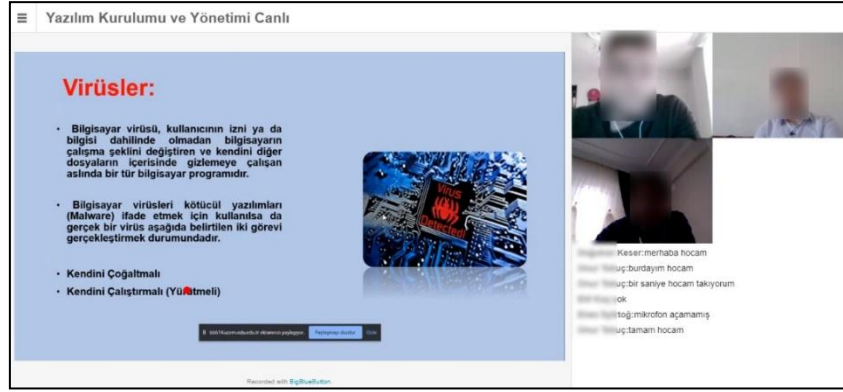 Yazılım Kurulumu ve Yönetimi Canlı
Virüsler:
• Bilgisayar virüsü, kullanıcının izni ya da
bilgisi dahilinde olmadan bilgisayarın
çalışma şeklini değiştiren ve kendini diğer
dosyaların içerisinde gizlemeye çalışan
aslında bir tür bilgisayar programıdır.
• Bilgisayar virüsleri kötücül yazılımları
(Malware) ifade etmek için kullanılsa da
gerçek bir virüs aşağıda belirtilen iki görevi
gerçekleştirmek durumundadır.
• Kendini Çoğaltmalı
• Kendini Çalıştırmalı (Yürütmeli)
Virus
Detected!
ekranınızı paylaşıyor.
Paylaşmayı durdur
Gizle
Recorded with BigBlueButton.
Keser:merhaba hocam
uç:burdayım hocam
uç:bir saniye hocam takıyorum
ok
toğ:mikrofon açamamış
uç:tamam hocam